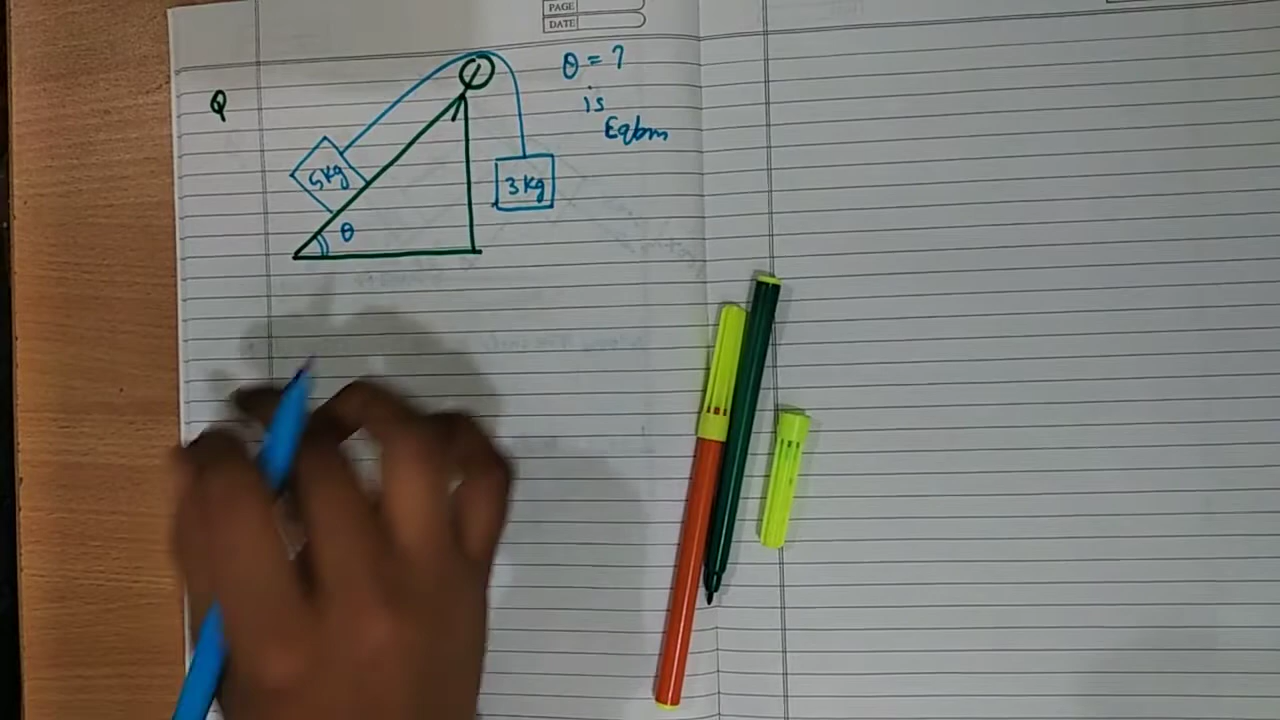 PAGE
DATE
Q
θ = ?
is
Eqbm
5kg
3kg
θ